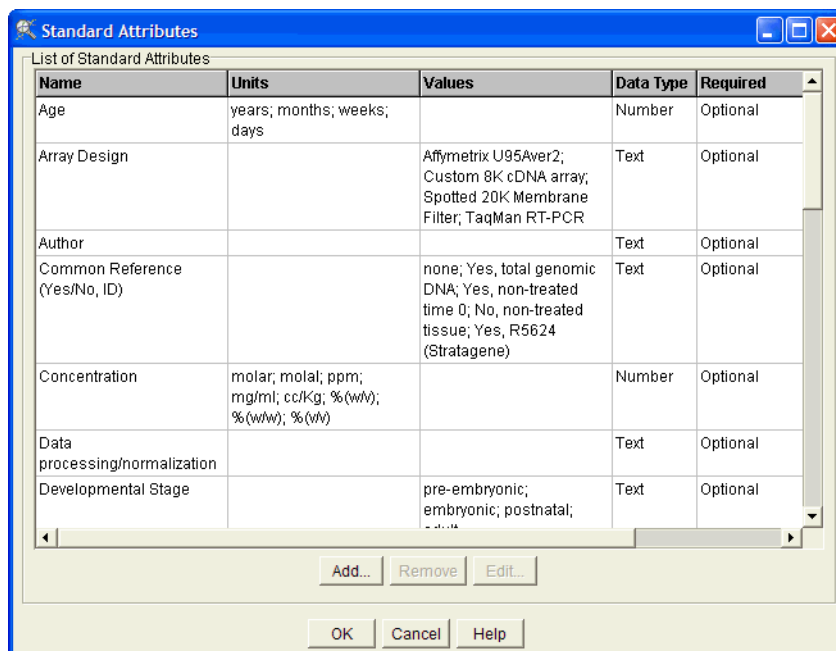 Standard Attributes
List of Standard Attributes
Name Units Values Data Type Required
Age years; months; weeks; Number Optional
days
Array Design Affymetrix U95Aver2; Text Optional
Custom 8K cDNA array;
Spotted 20K Membrane
Filter; TaqMan RT-PCR
Author Text Optional
Common Reference none; Yes, total genomic Text Optional
(Yes/No, ID) DNA; Yes, non-treated
time 0; No, non-treated
tissue; Yes, R5624
(Stratagene)
Concentration molar; molal; ppm; Number Optional
mg/ml; cc/Kg; %(w/v);
%(w/w); %(v/v)
Data Text Optional
processing/normalization
Developmental Stage pre-embryonic; Text Optional
embryonic; postnatal;
Add... Remove Edit...
OK Cancel Help